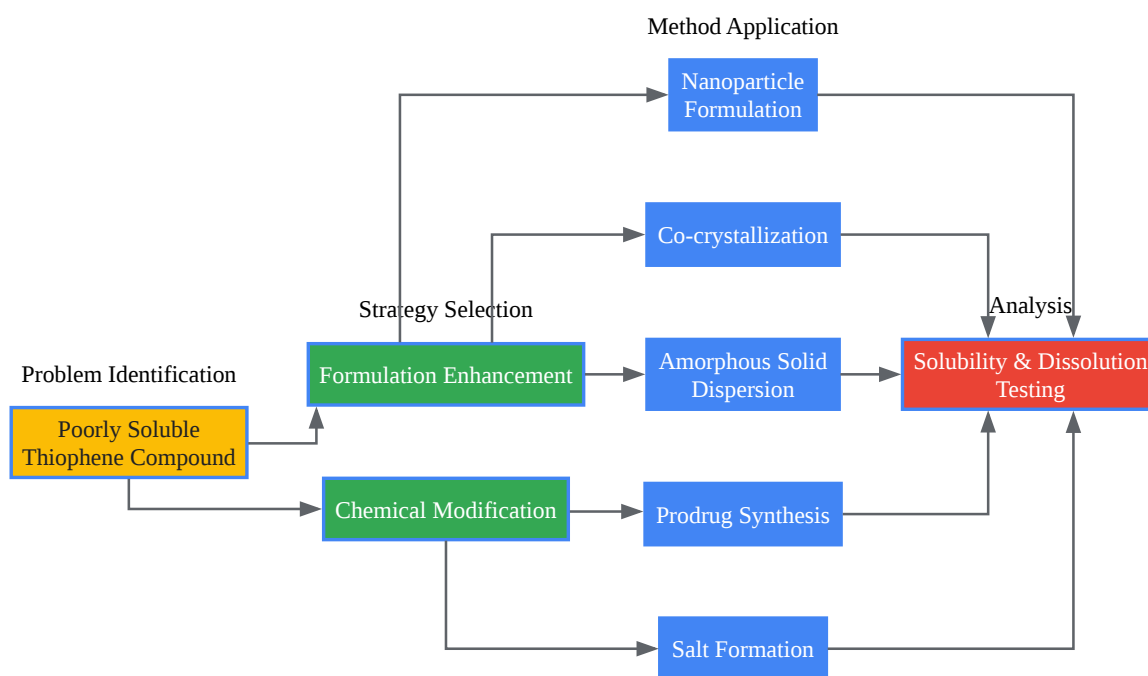 Method Application
Nanoparticle
Formulation
Co-crystallization
Strategy Selection
Analysis
Formulation Enhancement
Amorphous Solid
Dispersion
Solubility & Dissolution
Testing
Problem Identification
Poorly Soluble
Thiophene Compound
Chemical Modification
Prodrug Synthesis
Salt Formation